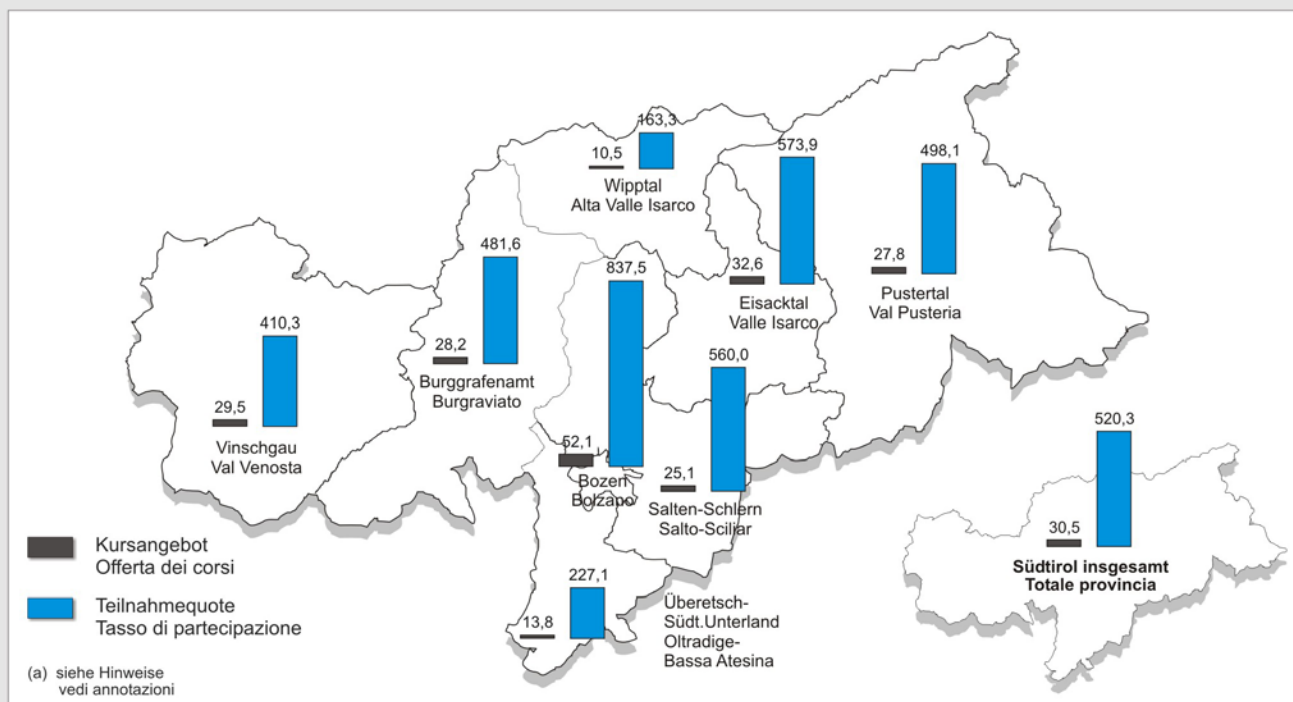 163,3
10,5
Wipptal
Alta Valle Isarco
573,9
32,6
Eisacktal
Valle Isarco
498,1
27,8
Pustertal
Val Pusteria
481,6
28,2
Burggrafenamt
Burgraviato
837,5
52,1
Bozen
Bolzano
410,3
29,5
Vinschgau
Val Venosta
560,0
25,1
Salten-Schlern
Salto-Sciliar
520,3
30,5
Südtirol insgesamt
Totale provincia
227,1
13,8
Überetsch-
Südt.Unterland
Oltradige-
Bassa Atesina
Kursangebot
Offerta dei corsi
Teilnahmequote
Tasso di partecipazione
(a) siehe Hinweise
vedi annotazioni